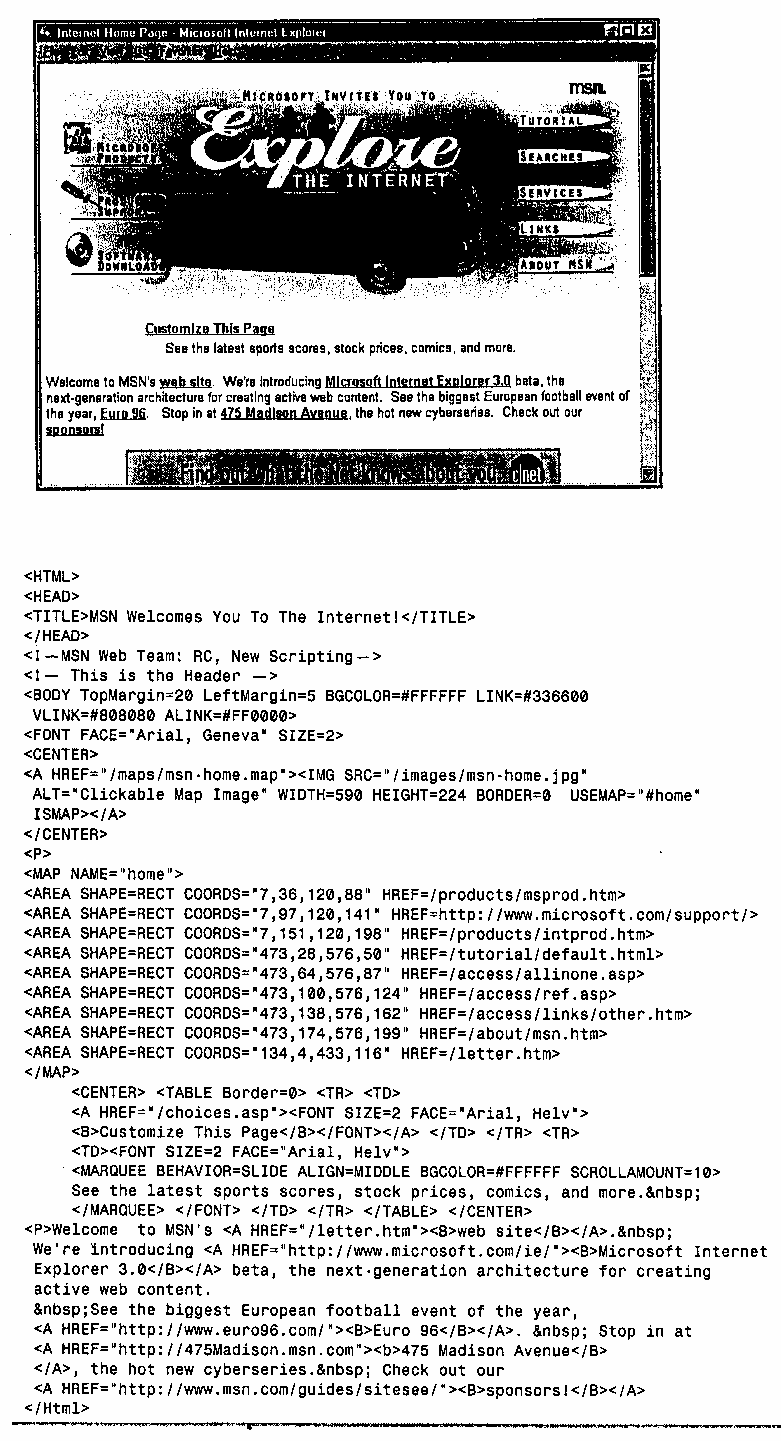 Internet Home Page - Microsoft Internet Explorer
msn.
MICROSOFT INVITES YOU TO
Explore
THE INTERNET
TUTORIAL
MICROSOFT
PRODUCTS
SEARCHES
SERVICES
LINKS
SOFTWARE
DOWNLOADS
ABOUT MSN
Customize This Page
See the latest sports scores, stock prices, comics, and more.
Welcome to MSN's web site. We're introducing Microsoft Internet Explorer 3.0 beta, the
next-generation architecture for creating active web content. See the biggest European football event of
the year, Euro 96. Stop in at 475 Madison Avenue, the hot new cyberseries. Check out our
sponsors!
Find out what the Net knows about you. c|net
<HTML>
<HEAD>
<TITLE>MSN Welcomes You To The Internet!</TITLE>
</HEAD>
<!—MSN Web Team: RC, New Scripting—>
<!— This is the Header —>
<BODY TopMargin=20 LeftMargin=5 BGCOLOR=#FFFFFF LINK=#336600
VLINK=#808080 ALINK=#FF0000>
<FONT FACE="Arial, Geneva" SIZE=2>
<CENTER>
<A HREF="/maps/msn-home.map"><IMG SRC="/images/msn-home.jpg"
ALT="Clickable Map Image" WIDTH=590 HEIGHT=224 BORDER=0 USEMAP="#home"
ISMAP></A>
</CENTER>
<P>
<MAP NAME="home">
<AREA SHAPE=RECT COORDS="7,36,120,88" HREF=/products/msprod.htm>
<AREA SHAPE=RECT COORDS="7,97,120,141" HREF=http://www.microsoft.com/support/>
<AREA SHAPE=RECT COORDS="7,151,120,198" HREF=/products/intprod.htm>
<AREA SHAPE=RECT COORDS="473,28,576,50" HREF=/tutorial/default.html>
<AREA SHAPE=RECT COORDS="473,64,576,87" HREF=/access/allinone.asp>
<AREA SHAPE=RECT COORDS="473,100,576,124" HREF=/access/ref.asp>
<AREA SHAPE=RECT COORDS="473,138,576,162" HREF=/access/links/other.htm>
<AREA SHAPE=RECT COORDS="473,174,576,199" HREF=/about/msn.htm>
<AREA SHAPE=RECT COORDS="134,4,433,116" HREF=/letter.htm>
</MAP>
<CENTER> <TABLE Border=0> <TR> <TD>
<A HREF="/choices.asp"><FONT SIZE=2 FACE="Arial, Helv">
<B>Customize This Page</B></FONT></A> </TD> </TR> <TR>
<TD><FONT SIZE=2 FACE="Arial, Helv">
<MARQUEE BEHAVIOR=SLIDE ALIGN=MIDDLE BGCOLOR=#FFFFFF SCROLLAMOUNT=10>
See the latest sports scores, stock prices, comics, and more.&nbsp;
</MARQUEE> </FONT> </TD> </TR> </TABLE> </CENTER>
<P>Welcome to MSN's <A HREF="/letter.htm"><B>web site</B></A>.&nbsp;
We're introducing <A HREF="http://www.microsoft.com/ie/"><B>Microsoft Internet
Explorer 3.0</B></A> beta, the next-generation architecture for creating
active web content.
&nbsp;See the biggest European football event of the year,
<A HREF="http://www.euro96.com/"><B>Euro 96</B></A>. &nbsp; Stop in at
<A HREF="http://475Madison.msn.com"><b>475 Madison Avenue</B>
</A>, the hot new cyberseries.&nbsp; Check out our
<A HREF="http://www.msn.com/guides/sitesee/"><B>sponsors!</B></A>
</Html>